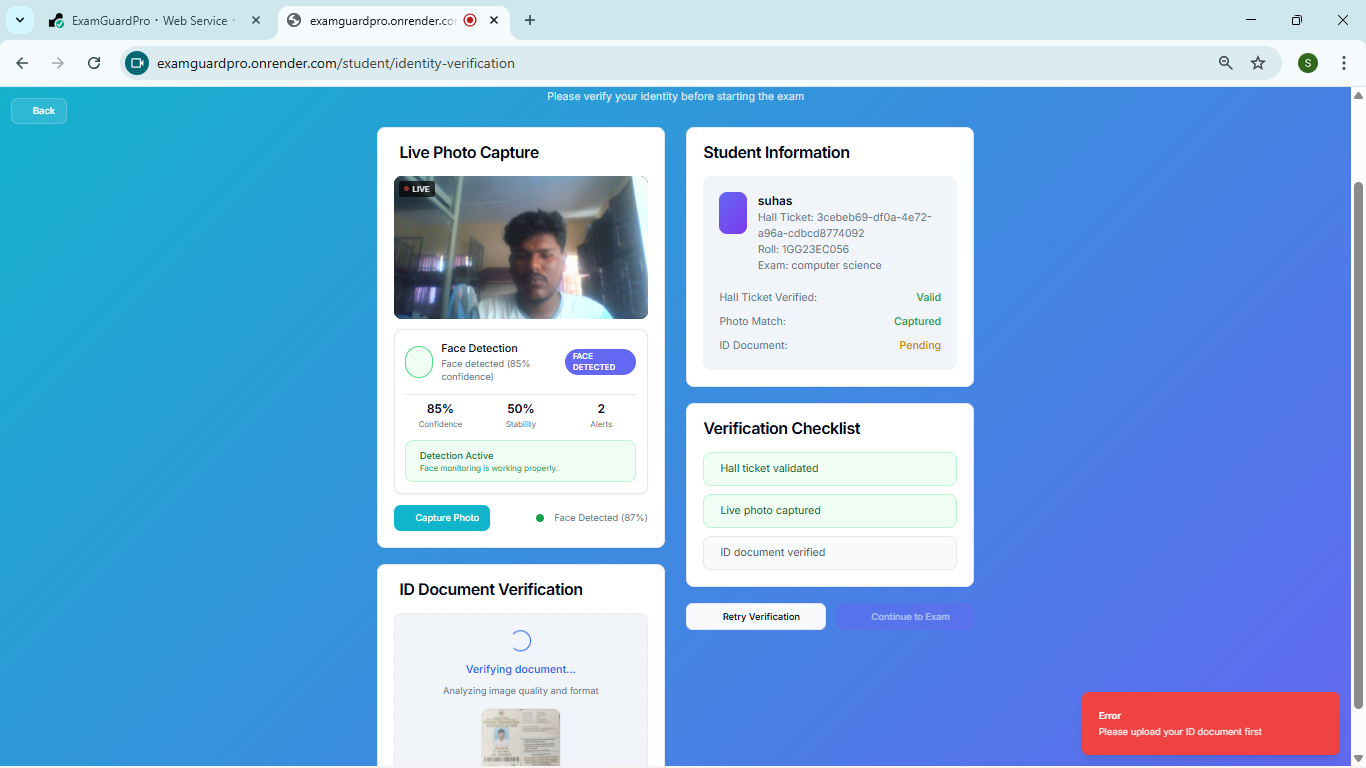 ExamGuardPro · Web Service ·
examguardpro.onrender.co
examguardpro.onrender.com/student/identity-verification
S
Back
Please verify your identity before starting the exam
Live Photo Capture
LIVE
Face Detection
Face detected (85%
confidence)
FACE
DETECTED
85%
50%
2
Confidence
Stability
Alerts
Detection Active
Face monitoring is working properly.
Capture Photo
Face Detected (87%)
ID Document Verification
Verifying document...
Analyzing image quality and format
Student Information
suhas
Hall Ticket: 3cebeb69-df0a-4e72-
a96a-cdbcd8774092
Roll: 1GG23EC056
Exam: computer science
Hall Ticket Verified:
Valid
Photo Match:
Captured
ID Document:
Pending
Verification Checklist
Hall ticket validated
Live photo captured
ID document verified
Retry Verification
Continue to Exam
Error
Please upload your ID document first